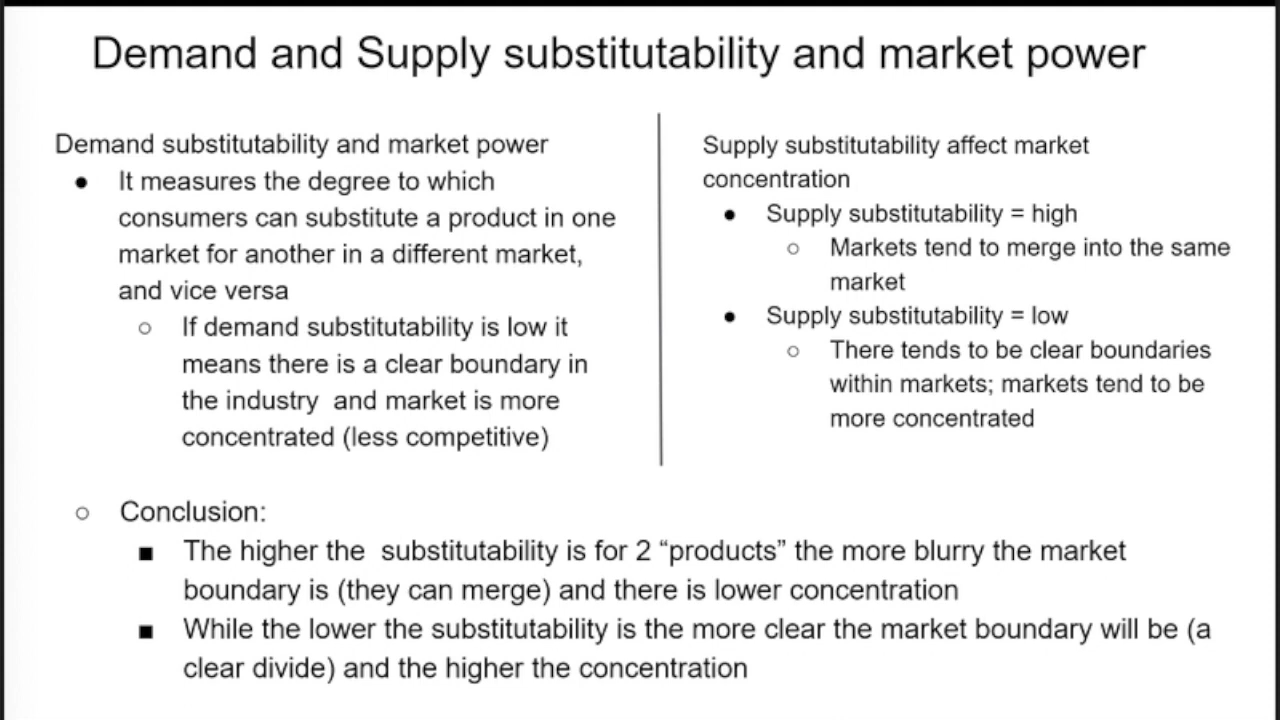 Demand and Supply substitutability and market power
Demand substitutability and market power
● It measures the degree to which
consumers can substitute a product in one
market for another in a different market,
and vice versa
○ If demand substitutability is low it
means there is a clear boundary in
the industry  and market is more
concentrated (less competitive)
Supply substitutability affect market
concentration
● Supply substitutability = high
○ Markets tend to merge into the same
market
● Supply substitutability = low
○ There tends to be clear boundaries
within markets; markets tend to be
more concentrated
○ Conclusion:
■ The higher the  substitutability is for 2 “products” the more blurry the market
boundary is (they can merge) and there is lower concentration
■ While the lower the substitutability is the more clear the market boundary will be (a
clear divide) and the higher the concentration